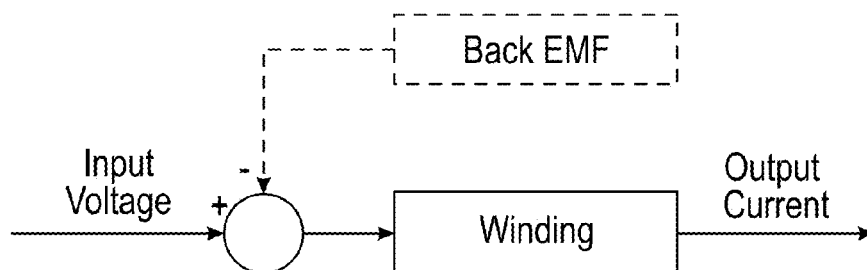 Back EMF
-
Input
Voltage
+
Winding
Output
Current